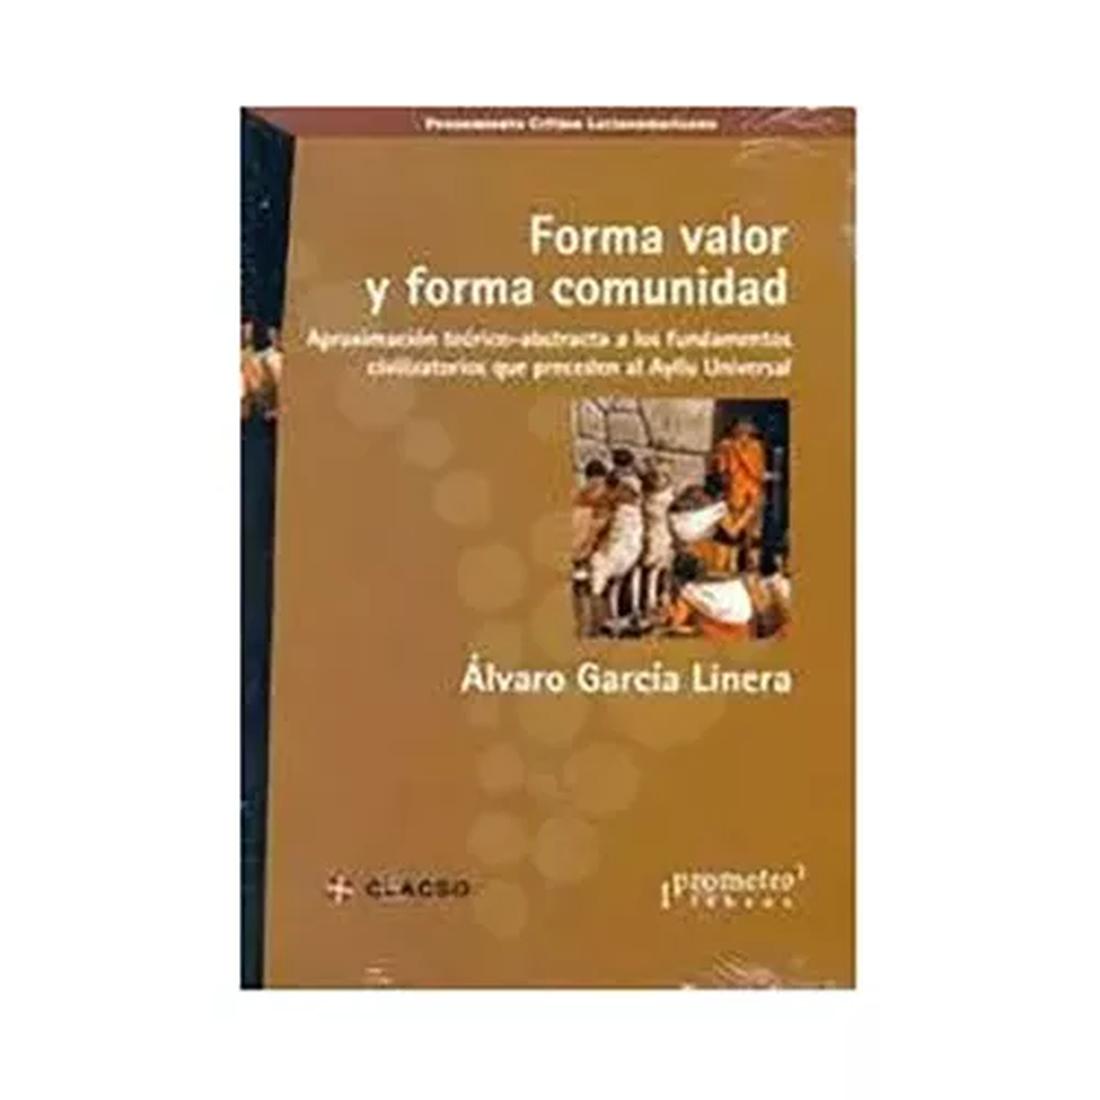 Pensamiento Crítico Latinoamericano
Forma valor
y forma comunidad
Aproximación teórico-abstracta a los fundamentos
civilizatorios que preceden al Ayllu Universal
Álvaro García Linera
CLACSO
prometeo
libros